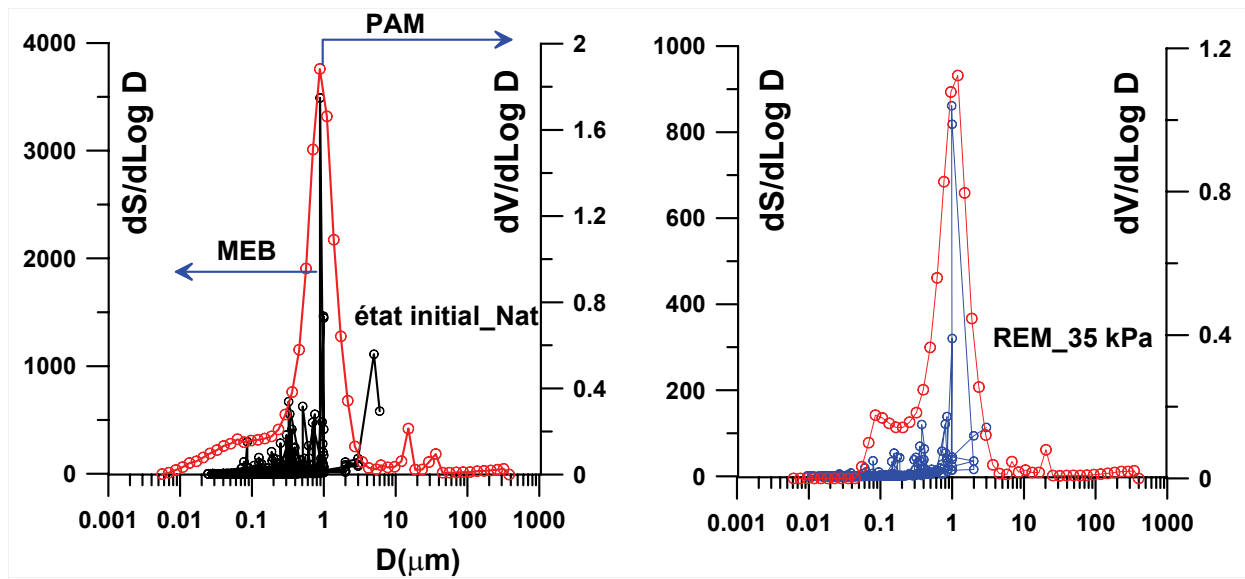 PAM
4000
3000
2000
1000
0
dS/dLog D
2
1.6
1.2
0.8
0.4
0
dV/dLog D
MEB
état initial_Nat
0.001 0.01 0.1 1 10 100 1000
D(μm)
1000
800
600
400
200
0
dS/dLog D
1.2
0.8
0.4
0
dV/dLog D
REM_35 kPa
0.001 0.01 0.1 1 10 100 1000